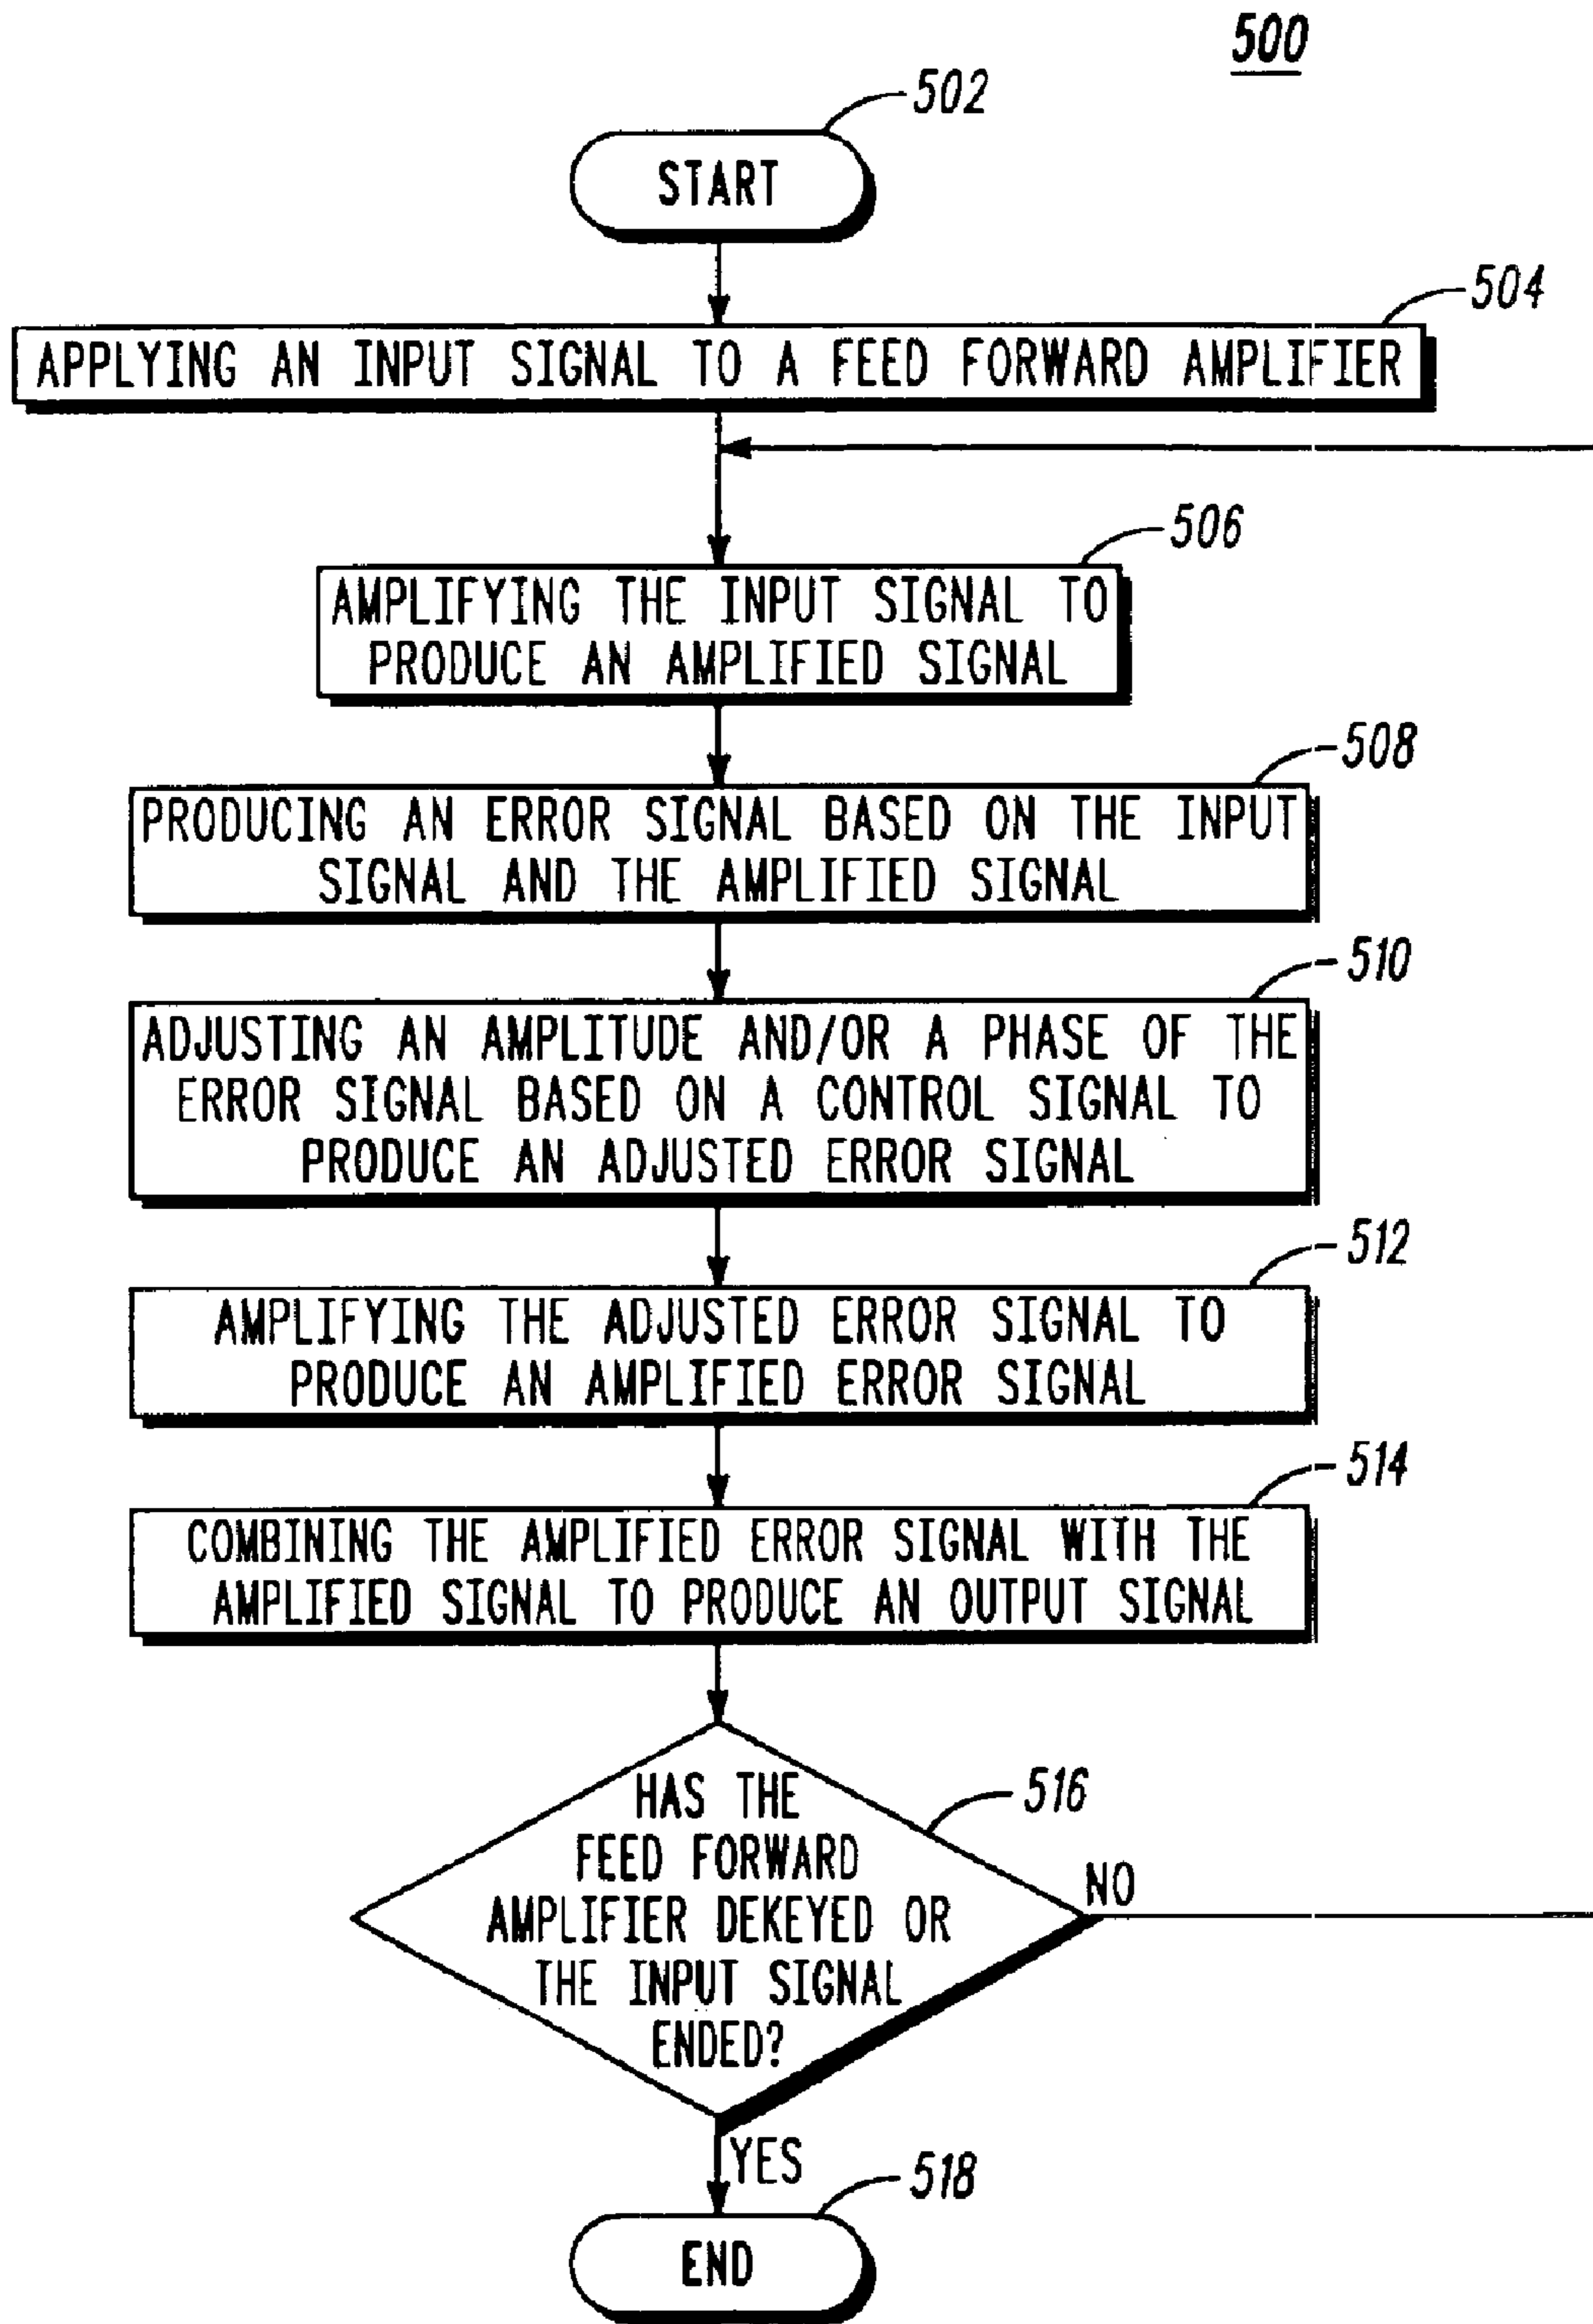 500
502
START
504
APPLYING AN INPUT SIGNAL TO A FEED FORWARD AMPLIFIER
506
AMPLIFYING THE INPUT SIGNAL TO
PRODUCE AN AMPLIFIED SIGNAL
508
PRODUCING AN ERROR SIGNAL BASED ON THE INPUT
SIGNAL AND THE AMPLIFIED SIGNAL
510
ADJUSTING AN AMPLITUDE AND/OR A PHASE OF THE
ERROR SIGNAL BASED ON A CONTROL SIGNAL TO
PRODUCE AN ADJUSTED ERROR SIGNAL
512
AMPLIFYING THE ADJUSTED ERROR SIGNAL TO
PRODUCE AN AMPLIFIED ERROR SIGNAL
514
COMBINING THE AMPLIFIED ERROR SIGNAL WITH THE
AMPLIFIED SIGNAL TO PRODUCE AN OUTPUT SIGNAL
516
HAS THE
FEED FORWARD
AMPLIFIER DEKEYED OR
THE INPUT SIGNAL
ENDED?
NO
YES
518
END